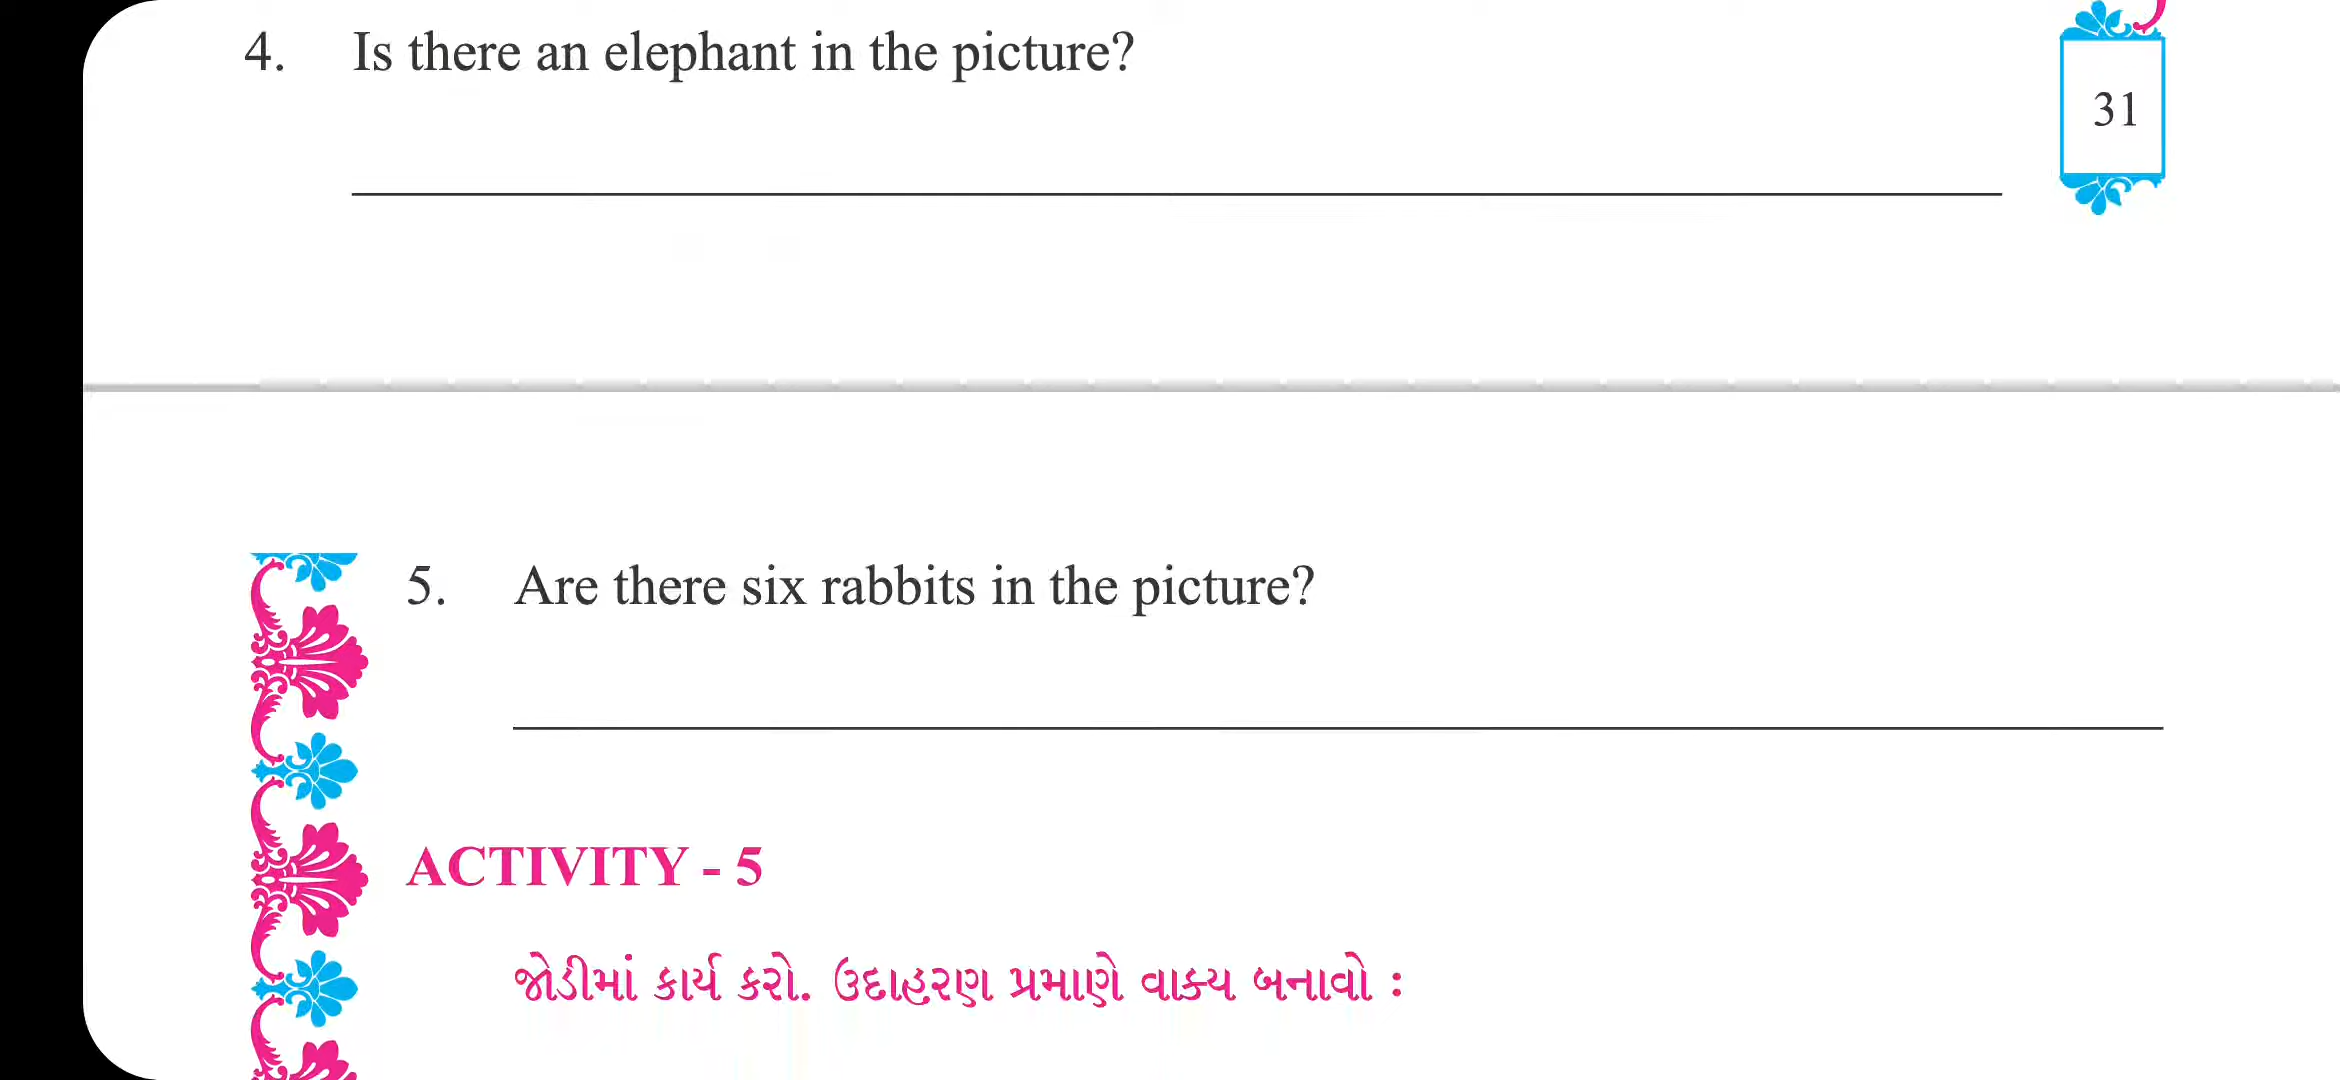 4. Is there an elephant in the picture?
31
5. Are there six rabbits in the picture?
ACTIVITY - 5
જોડીમાં કાર્ય કરો. ઉદાહરણ પ્રમાણે વાક્ય બનાવો :